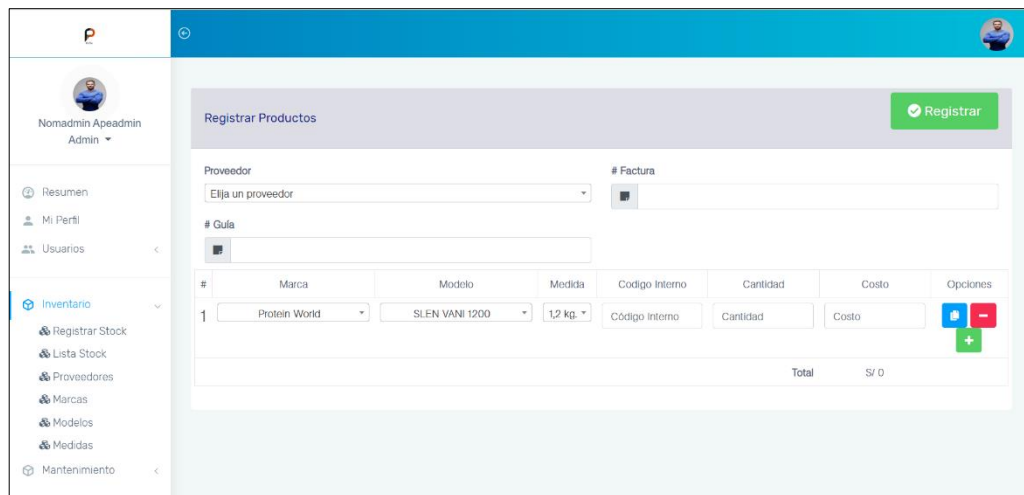 Nomadmin Apeadmin
Admin
Resumen
Mi Perfil
Usuarios
Inventario
Registrar Stock
Lista Stock
Proveedores
Marcas
Modelos
Medidas
Mantenimiento
Registrar Productos
Registrar
Proveedor
# Factura
Elija un proveedor
# Guía
# Marca Modelo Medida Codigo Interno Cantidad Costo Opciones
1 Protein World SLEN VANI 1200 1,2 kg. Código Interno Cantidad Costo
Total S/ 0